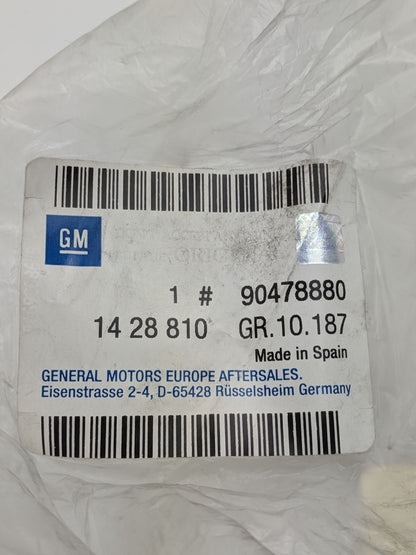 GM
1 # 90478880
14 28 810 GR.10.187
Made in Spain
GENERAL MOTORS EUROPE AFTERSALES.
Eisenstrasse 2-4, D-65428 Rüsselsheim Germany